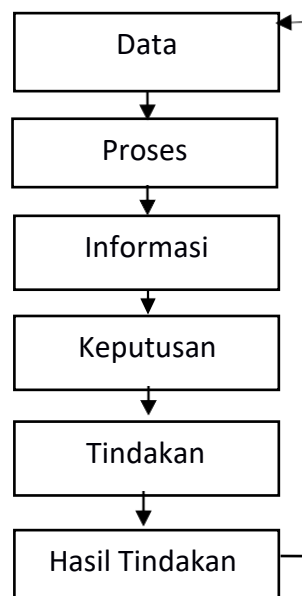 Data
Proses
Informasi
Keputusan
Tindakan
Hasil Tindakan